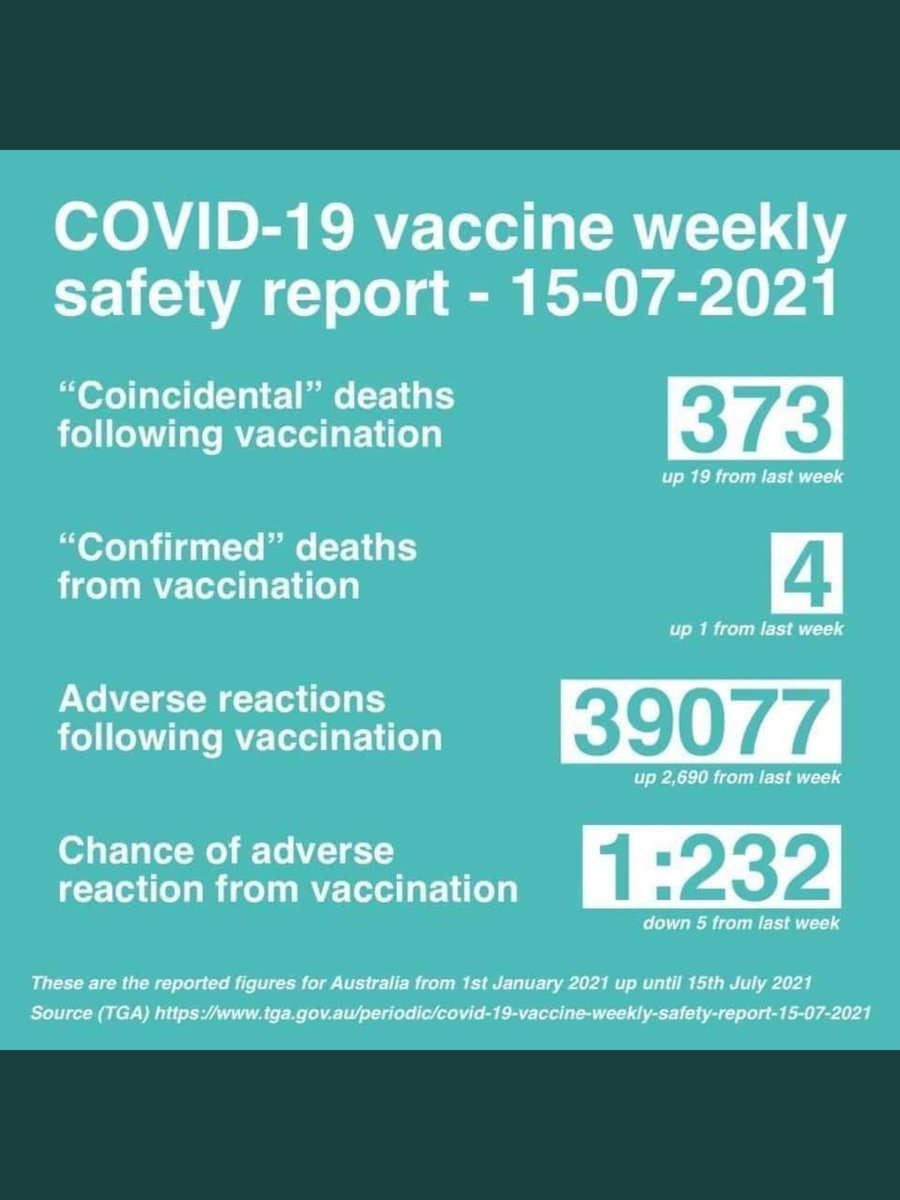 COVID-19 vaccine weekly
safety report - 15-07-2021
“Coincidental” deaths
following vaccination
373
up 19 from last week
“Confirmed” deaths
from vaccination
4
up 1 from last week
Adverse reactions
following vaccination
39077
up 2,690 from last week
Chance of adverse
reaction from vaccination
1:232
down 5 from last week
These are the reported figures for Australia from 1st January 2021 up until 15th July 2021
Source (TGA) https://www.tga.gov.au/periodic/covid-19-vaccine-weekly-safety-report-15-07-2021